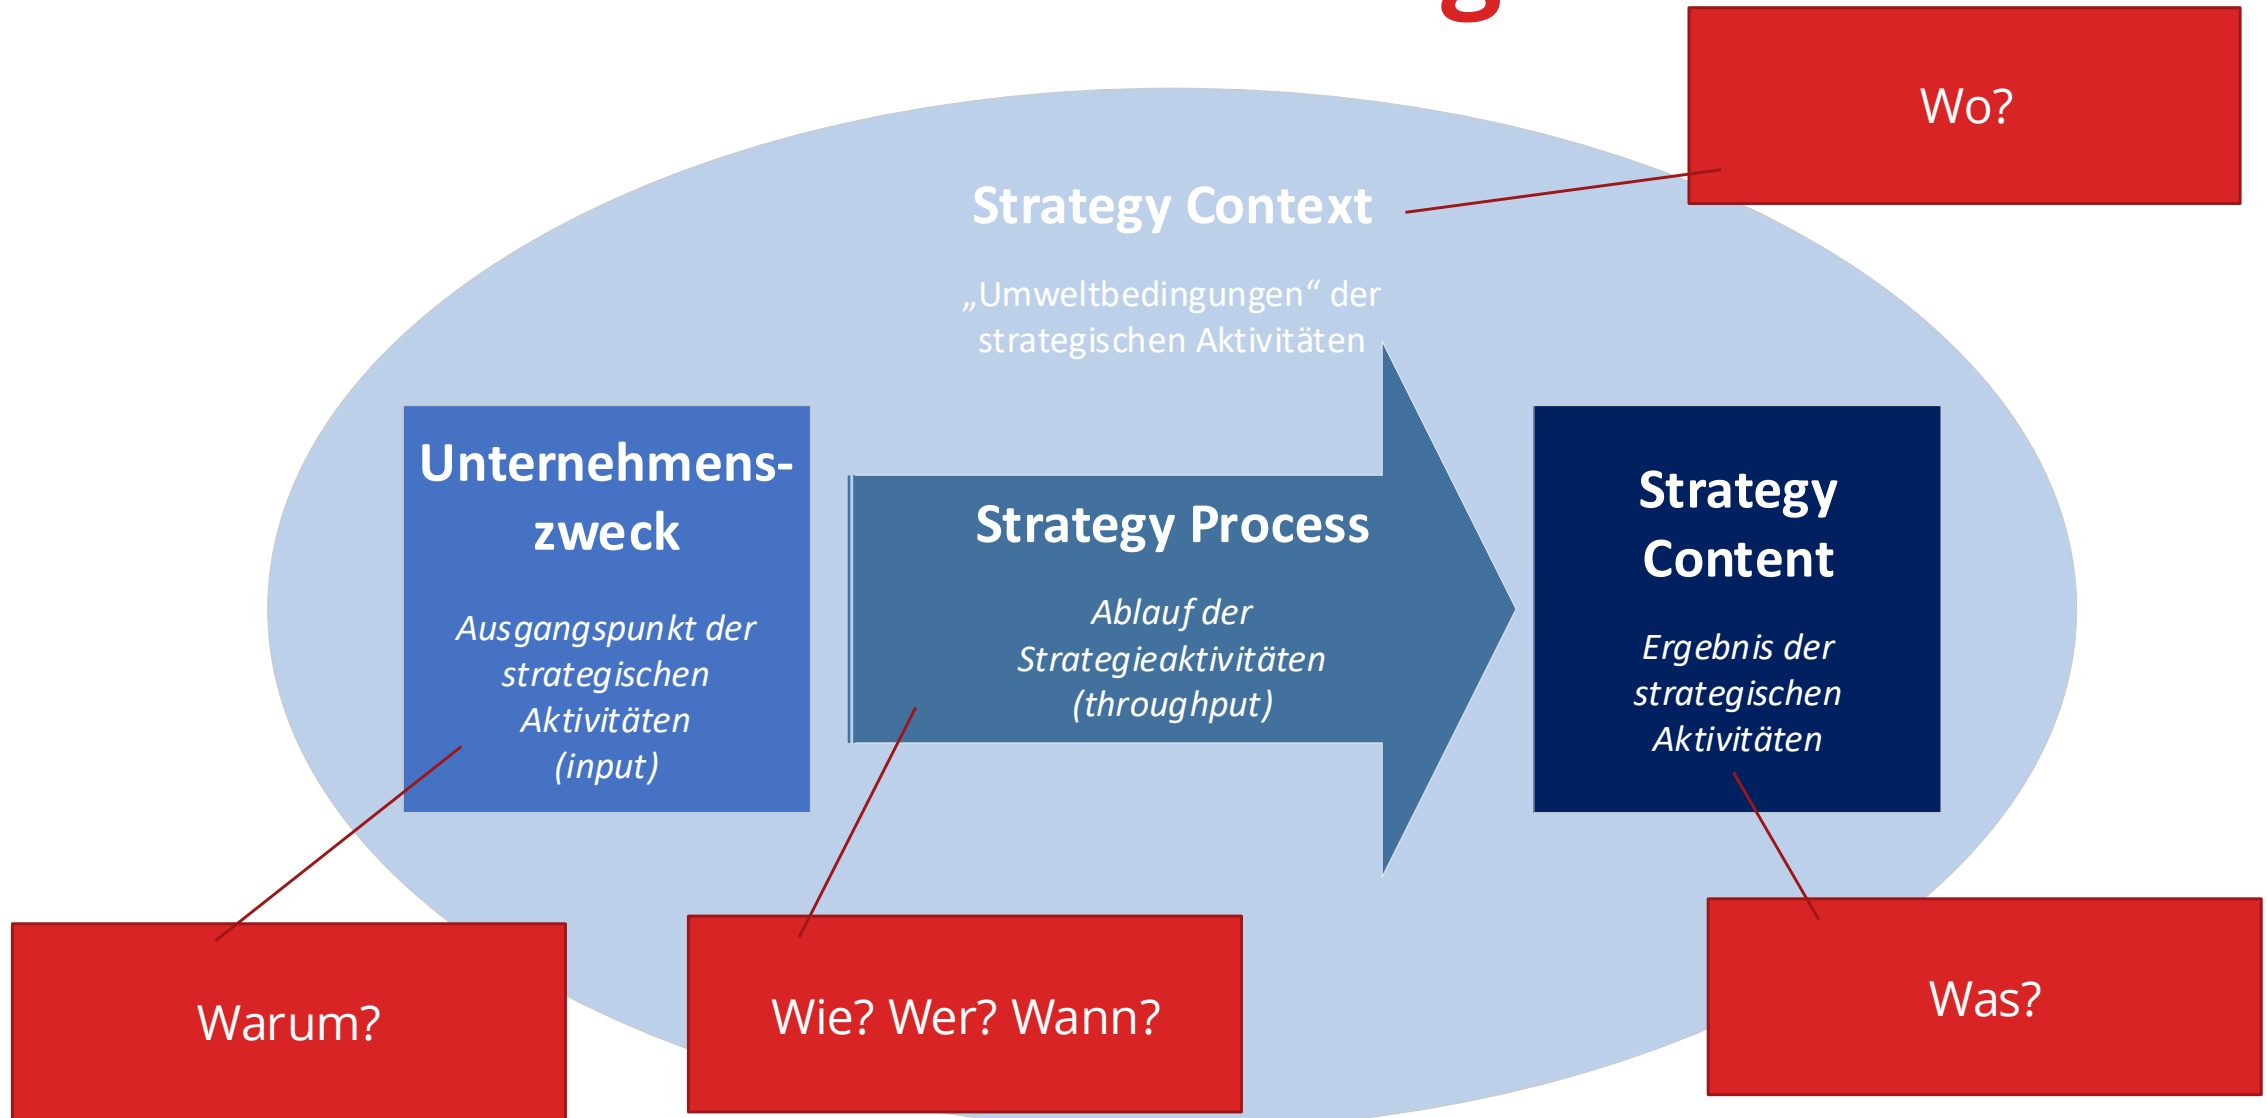 Wo?
Strategy Context
„Umweltbedingungen“ der
strategischen Aktivitäten
Unternehmens-
zweck
Ausgangspunkt der
strategischen
Aktivitäten
(input)
Strategy Process
Ablauf der
Strategieaktivitäten
(throughput)
Strategy
Content
Ergebnis der
strategischen
Aktivitäten
Warum?
Wie? Wer? Wann?
Was?